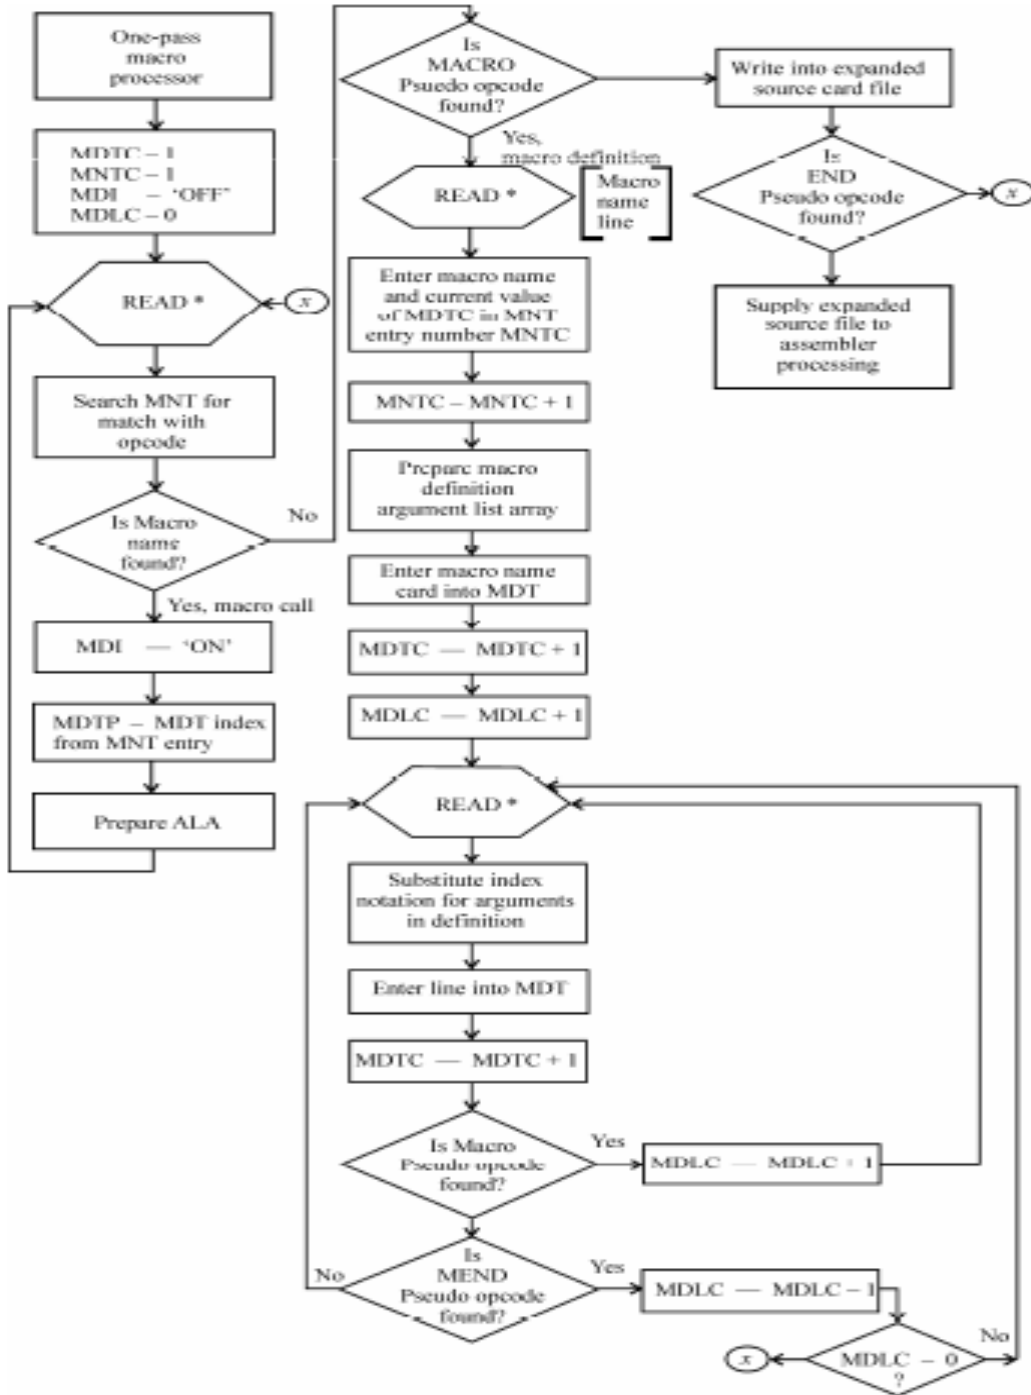 One-pass
macro
processor
MDTC – 1
MNTC – 1
MDI – ‘OFF’
MDLC – 0
READ *
x
Search MNT for
match with
opcode
Is Macro
name
found?
No
Yes, macro call
MDI — ‘ON’
MDTP – MDT index
from MNT entry
Prepare ALA
Is
MACRO
Psuedo opcode
found?
Yes,
macro definition
READ *
Macro
name
line
Enter macro name
and current value
of MDTC in MNT
entry number MNTC
MNTC – MNTC + 1
Prepare macro
definition
argument list array
Enter macro name
card into MDT
MDTC — MDTC + 1
MDLC — MDLC + 1
READ *
Substitute index
notation for arguments
in definition
Enter line into MDT
MDTC — MDTC + 1
Is Macro
Pseudo opcode
found?
Yes
MDLC — MDLC + 1
Is
MEND
Pseudo opcode
found?
No
Yes
MDLC — MDLC – 1
MDLC – 0
?
No
x
Write into expanded
source card file
Is
END
Pseudo opcode
found?
x
Supply expanded
source file to
assembler
processing